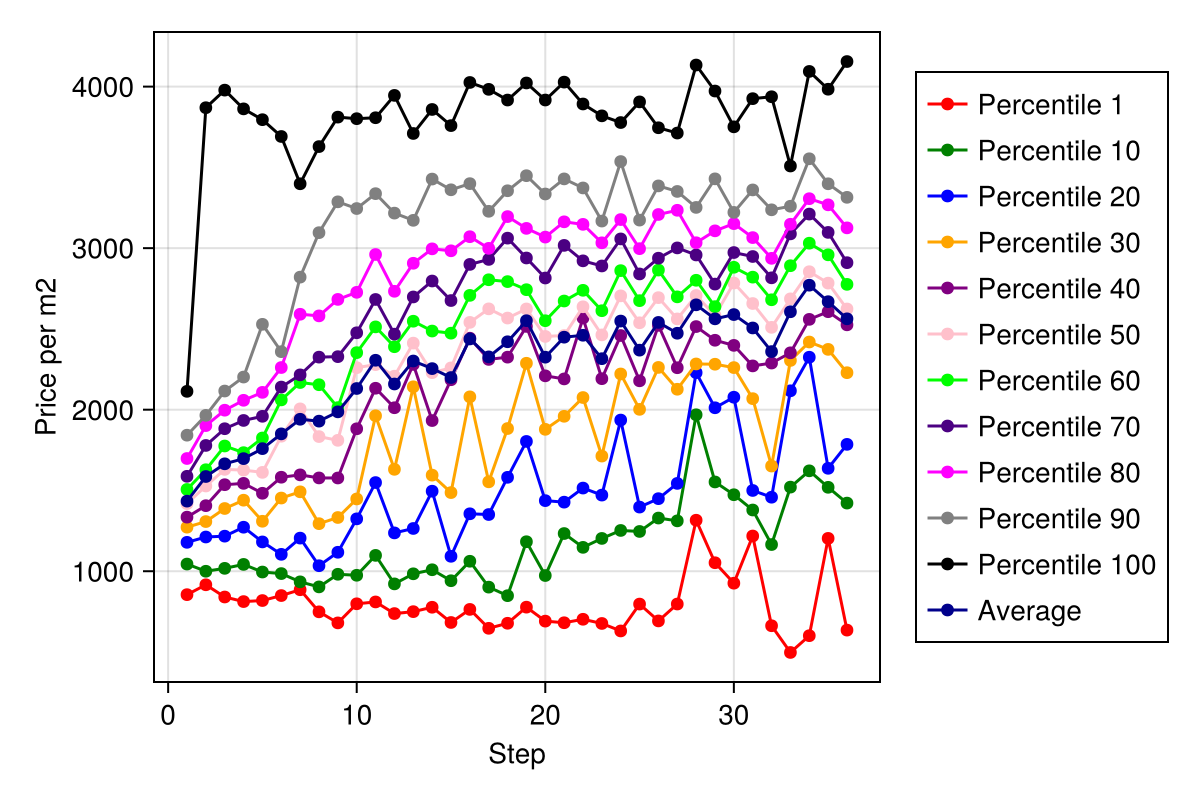 4000
3000
2000
1000
Price per m2
0 10 20 30
Step
Percentile 1
Percentile 10
Percentile 20
Percentile 30
Percentile 40
Percentile 50
Percentile 60
Percentile 70
Percentile 80
Percentile 90
Percentile 100
Average